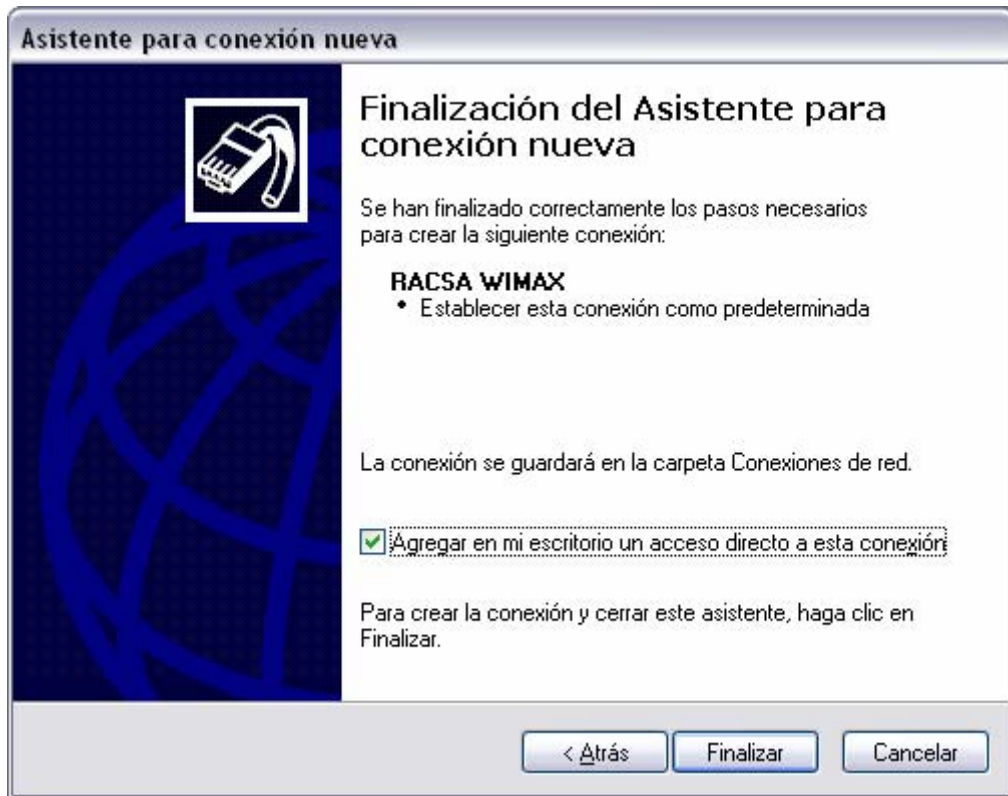 Asistente para conexión nueva
Finalización del Asistente para
conexión nueva
Se han finalizado correctamente los pasos necesarios
para crear la siguiente conexión:
RACSA WIMAX
• Establecer esta conexión como predeterminada
La conexión se guardará en la carpeta Conexiones de red.
Agregar en mi escritorio un acceso directo a esta conexión
Para crear la conexión y cerrar este asistente, haga clic en
Finalizar.
< Atrás Finalizar Cancelar